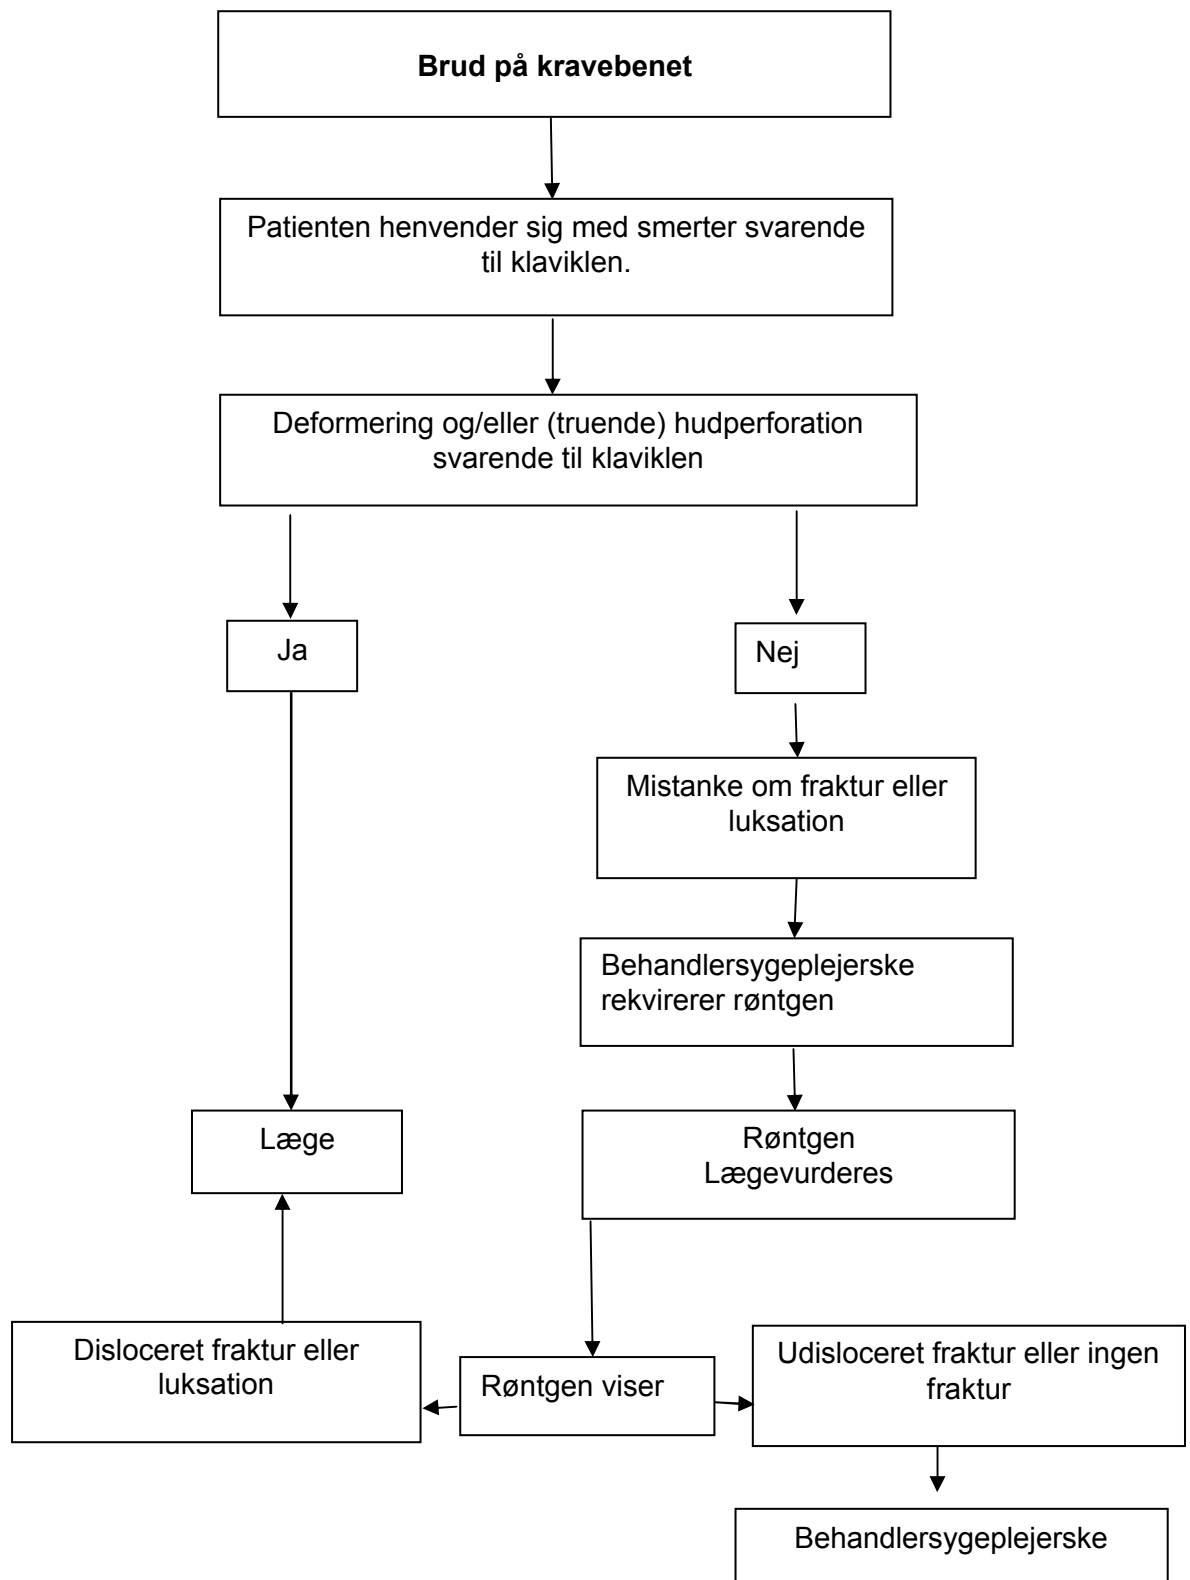 Brud på kravebenet
Patienten henvender sig med smerter svarende
til klaviklen.
Deformering og/eller (truende) hudperforation
svarende til klaviklen
Ja
Nej
Mistanke om fraktur eller
luksation
Behandlersygeplejerske
rekvirerer røntgen
Læge
Røntgen
Lægevurderes
Disloceret fraktur eller
luksation
Røntgen viser
Udisloceret fraktur eller ingen
fraktur
Behandlersygeplejerske